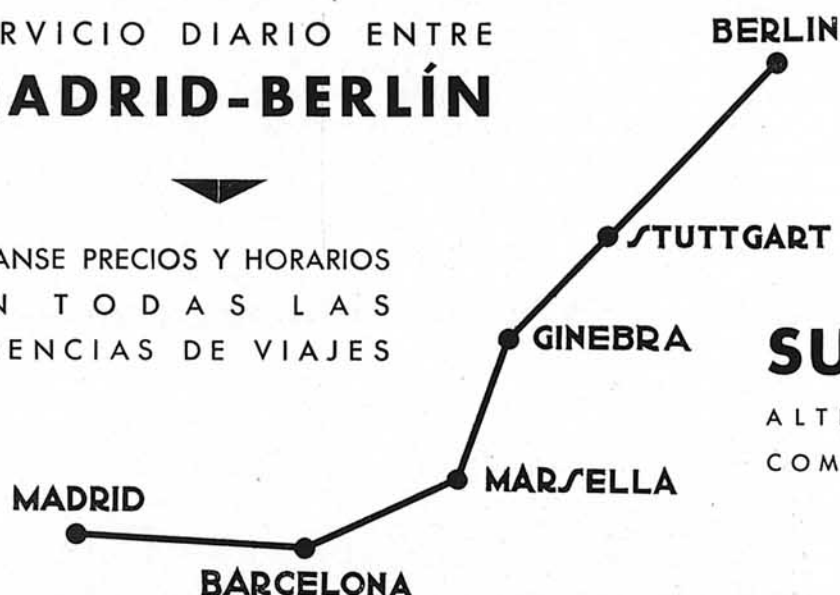 RVICIO DIARIO ENTRE
ADRID-BERLÍN
ANSE PRECIOS Y HORARIOS
N TODAS LAS
ENCIAS DE VIAJES
BERLIN
STUTTGART
GINEBRA
SU
ALT
COM
MARSELLA
MADRID
BARCELONA